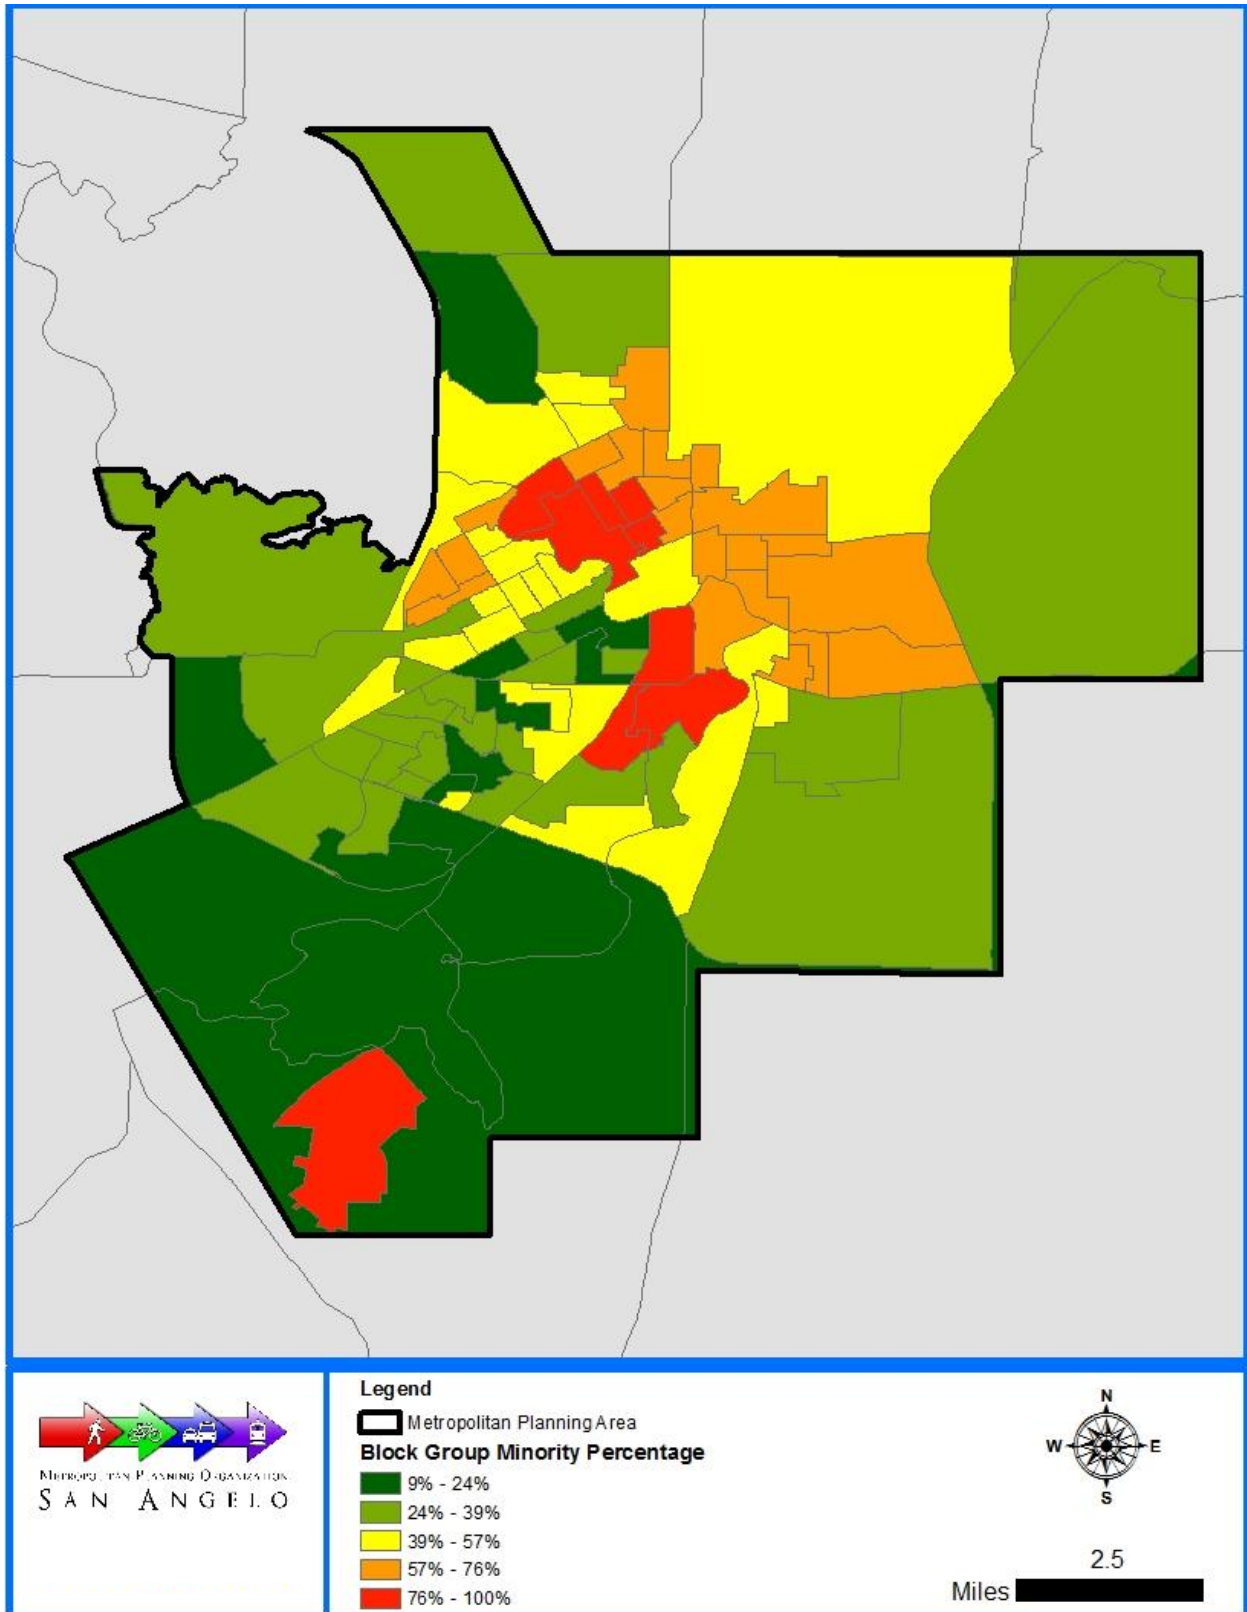 METROPOLITAN PLANNING ORGANIZATION
SAN ANGELO
Legend
Metropolitan Planning Area
Block Group Minority Percentage
9% - 24%
24% - 39%
39% - 57%
57% - 76%
76% - 100%
N
W E
S
2.5
Miles